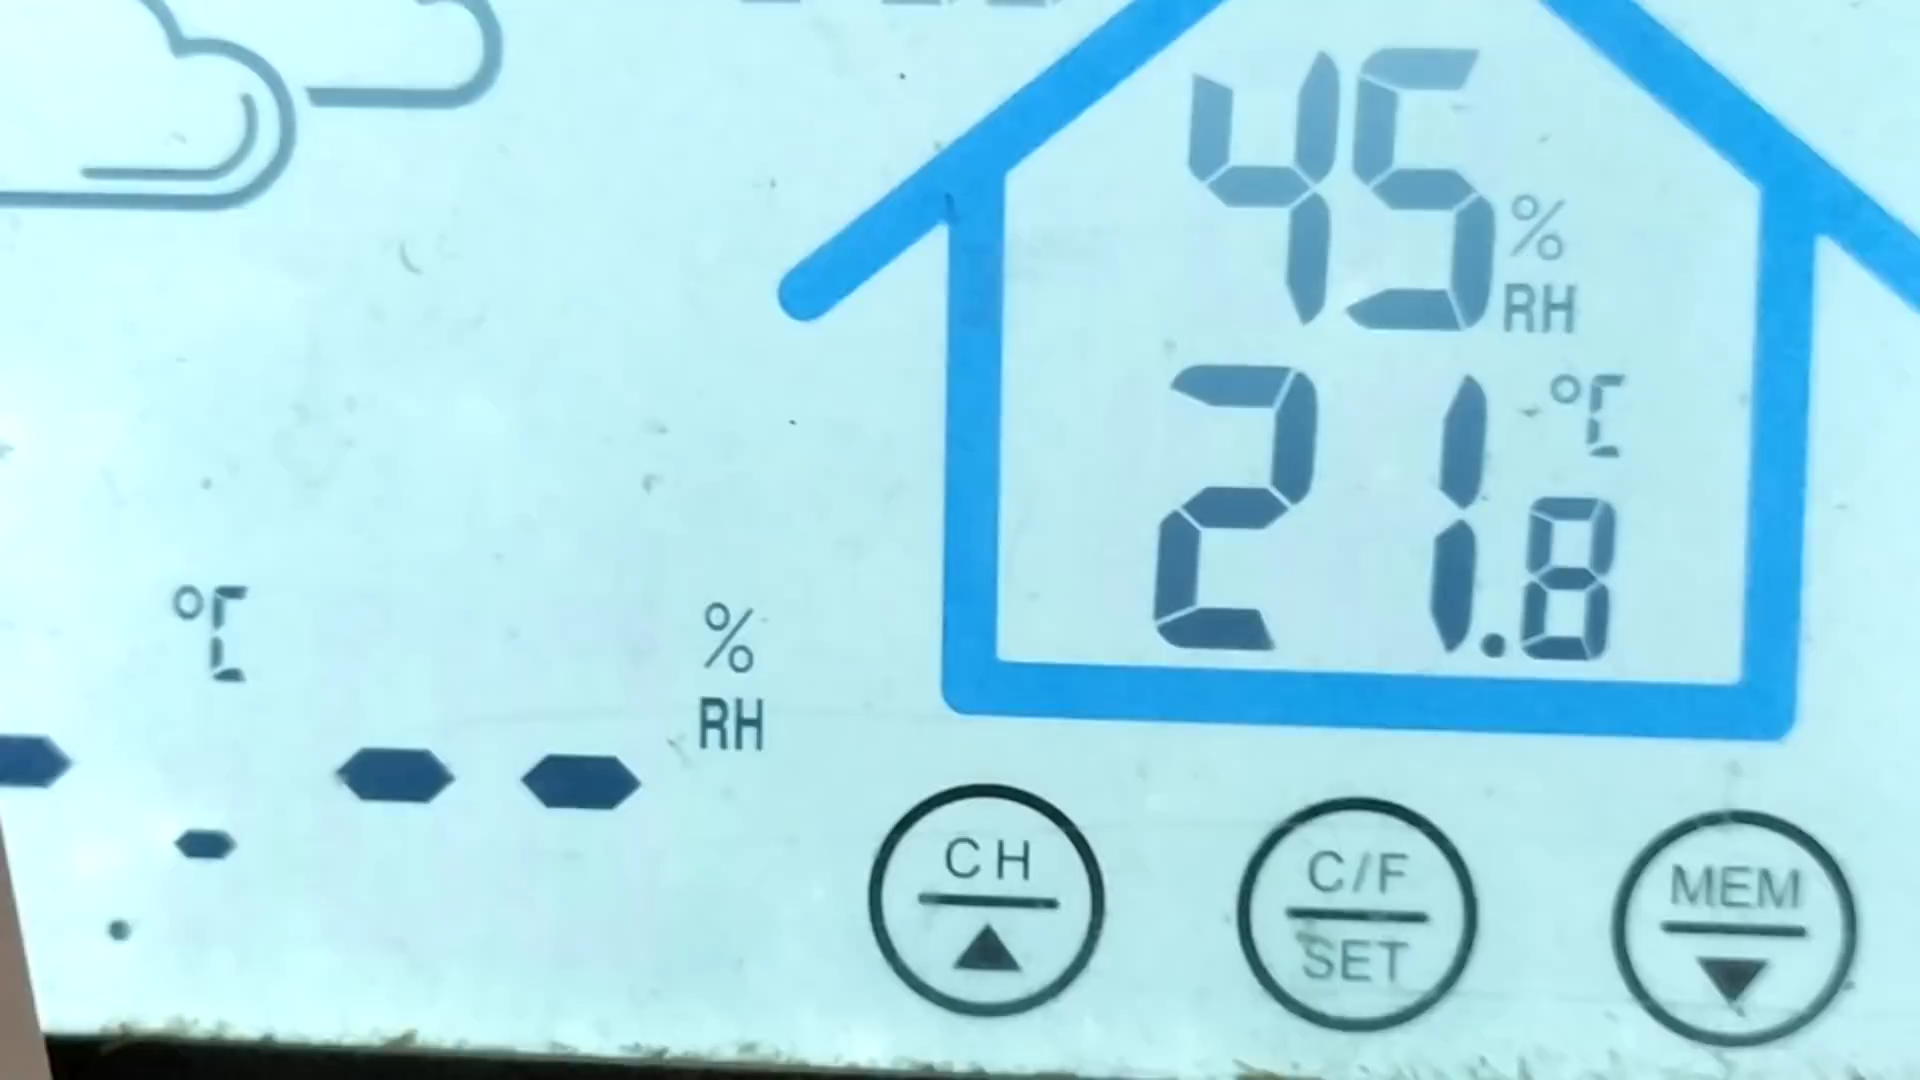 45 % RH
21.8 °C
°C
% RH
-- . - --
CH
C/F
SET
MEM